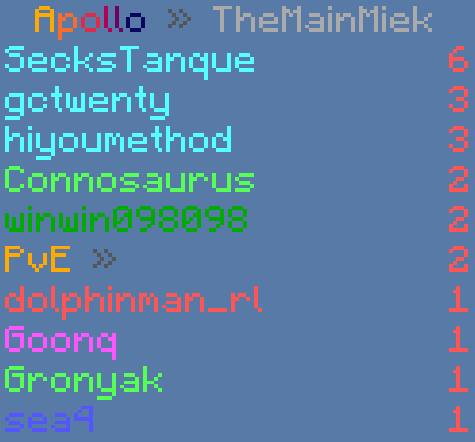 Apollo » TheMainMiek
SecksTanque 6
gctwenty 3
hiyoumethod 3
Connosaurus 2
winwin098098 2
PvE » 2
dolphinman_rl 1
Goonq 1
Gronyak 1
sea9 1